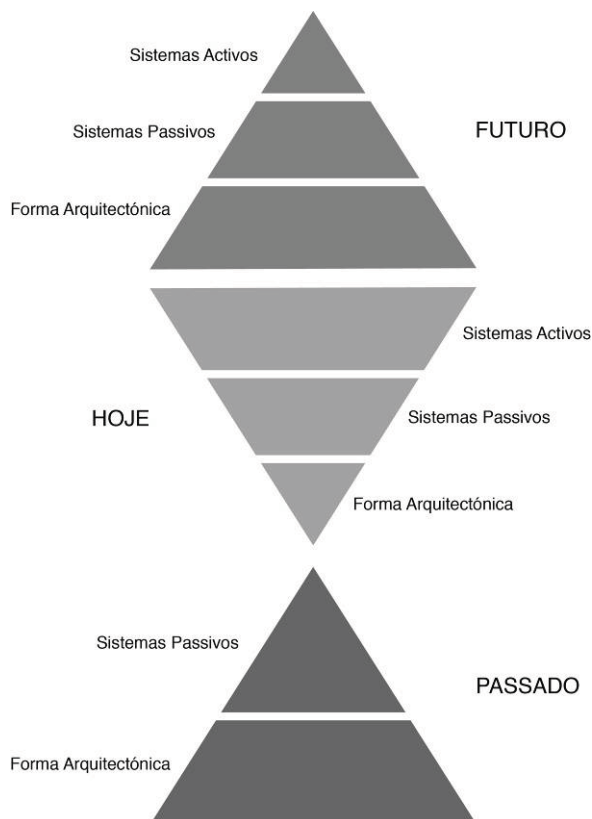 Sistemas Activos
Sistemas Passivos
FUTURO
Forma Arquitectónica
Sistemas Activos
HOJE
Sistemas Passivos
Forma Arquitectónica
Sistemas Passivos
PASSADO
Forma Arquitectónica